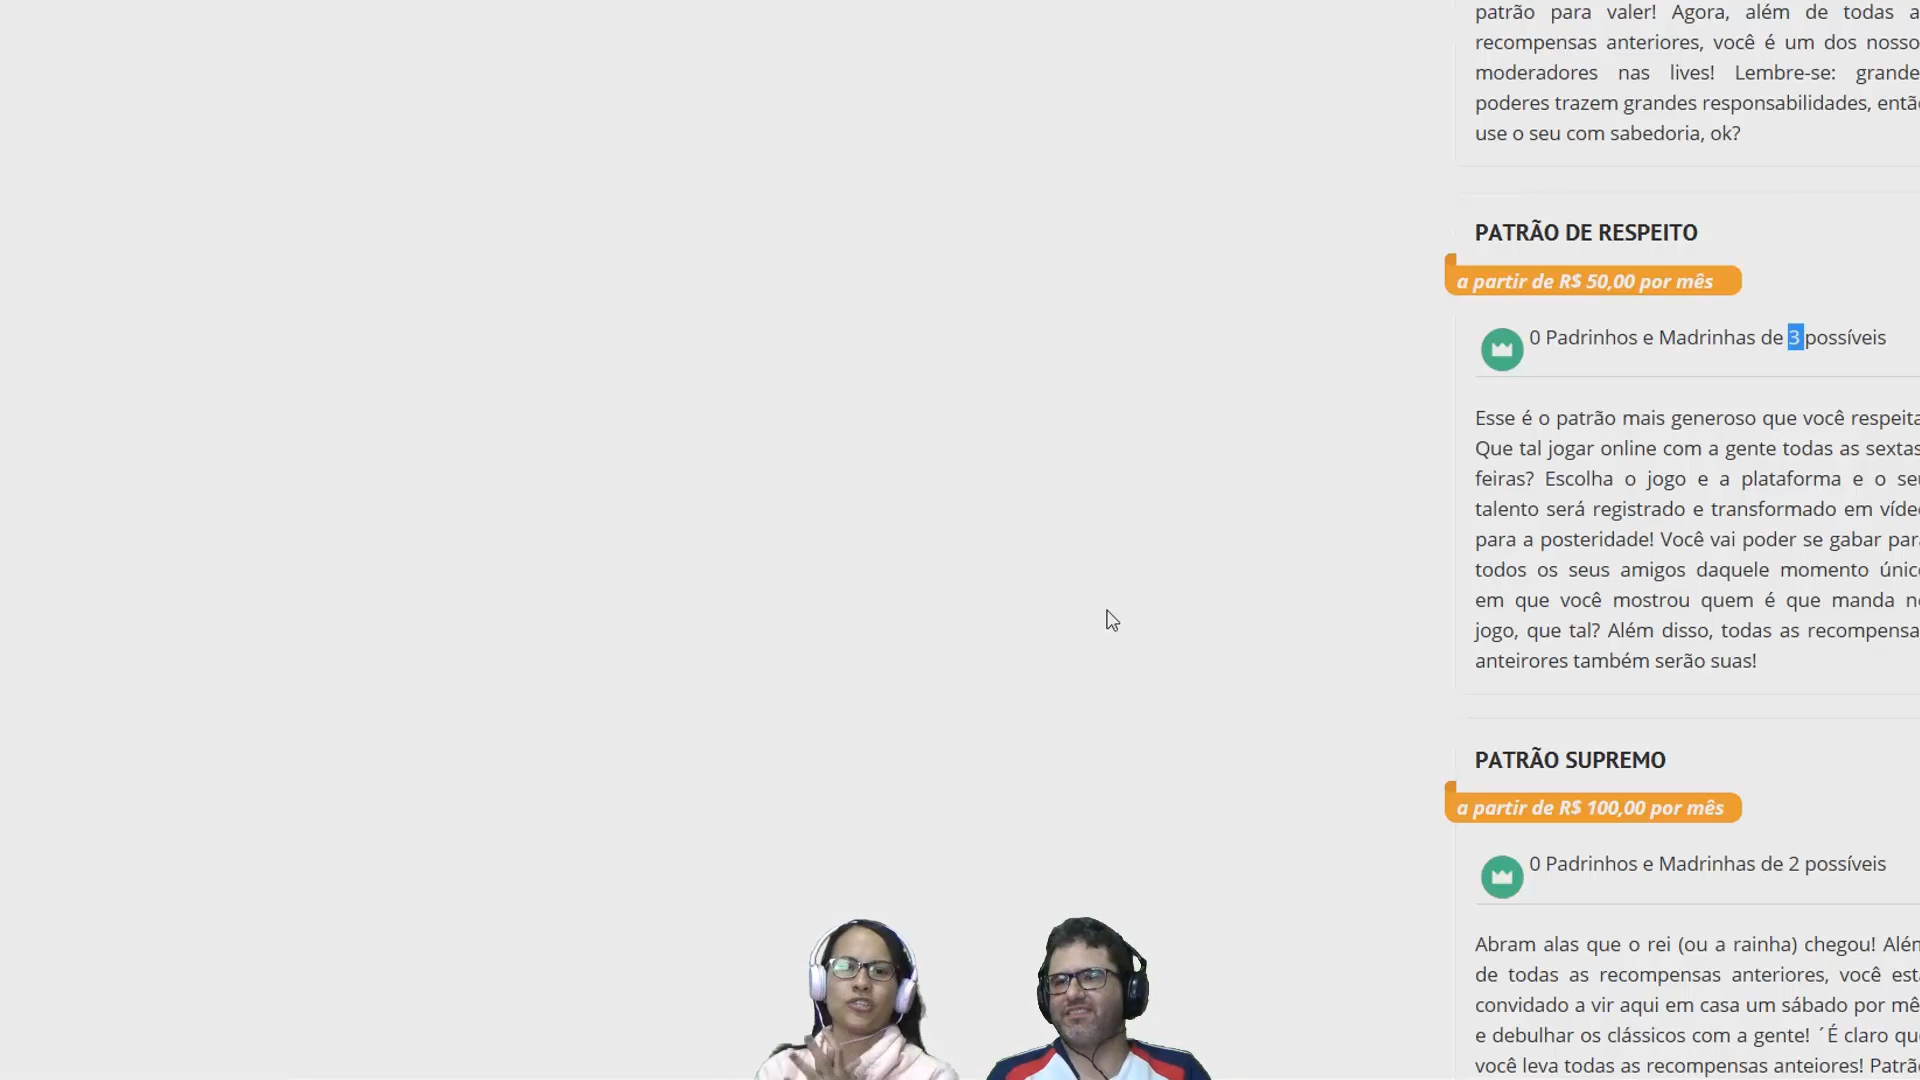 patrão para valer! Agora, além de todas a
recompensas anteriores, você é um dos nosso
moderadores nas lives! Lembre-se: grande
poderes trazem grandes responsabilidades, entã
use o seu com sabedoria, ok?
PATRÃO DE RESPEITO
a partir de R$ 50,00 por mês
0 Padrinhos e Madrinhas de 3 possíveis
Esse é o patrão mais generoso que você respeita
Que tal jogar online com a gente todas as sextas
feiras? Escolha o jogo e a plataforma e o seu
talento será registrado e transformado em víde
para a posteridade! Você vai poder se gabar par
todos os seus amigos daquele momento únic
em que você mostrou quem é que manda n
jogo, que tal? Além disso, todas as recompensa
anteirores também serão suas!
PATRÃO SUPREMO
a partir de R$ 100,00 por mês
0 Padrinhos e Madrinhas de 2 possíveis
Abram alas que o rei (ou a rainha) chegou! Alén
de todas as recompensas anteriores, você est
convidado a vir aqui em casa um sábado por mê
e debulhar os clássicos com a gente! ´É claro qu
você leva todas as recompensas anteiores! Patrã